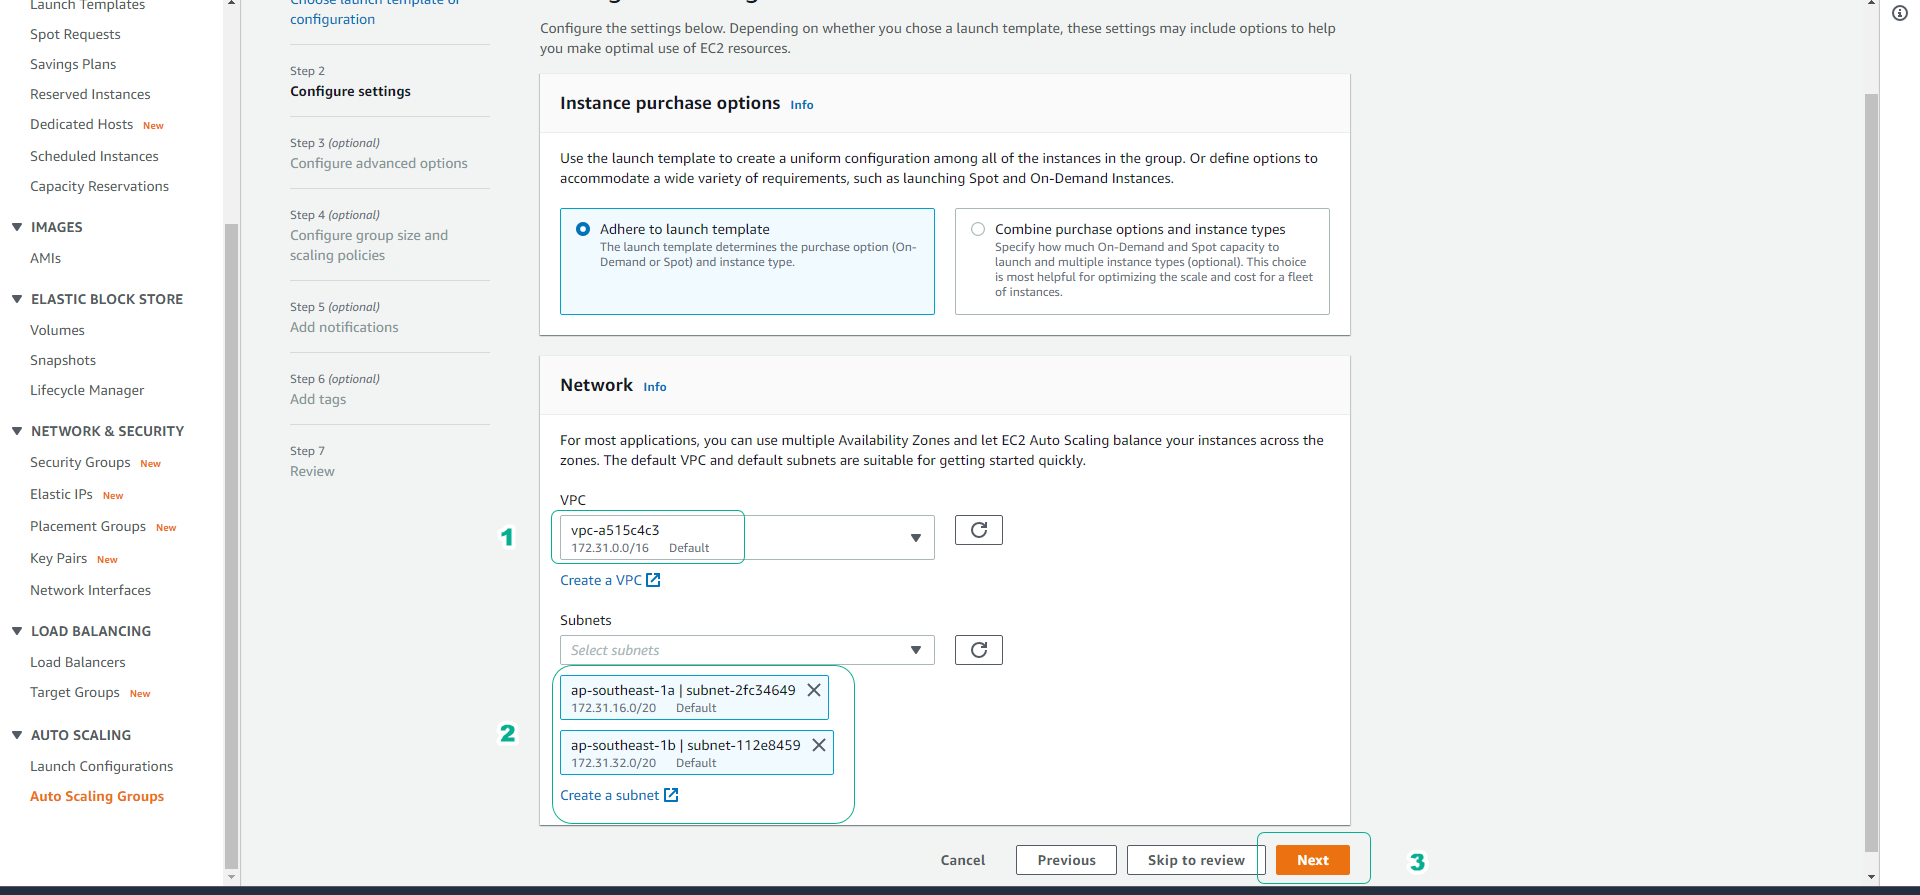 Launch Templates
Spot Requests
Savings Plans
Reserved Instances
Dedicated Hosts New
Scheduled Instances
Capacity Reservations
IMAGES
AMIs
ELASTIC BLOCK STORE
Volumes
Snapshots
Lifecycle Manager
NETWORK & SECURITY
Security Groups New
Elastic IPs New
Placement Groups New
Key Pairs New
Network Interfaces
LOAD BALANCING
Load Balancers
Target Groups New
AUTO SCALING
Launch Configurations
Auto Scaling Groups
Choose launch template or
configuration
Step 2
Configure settings
Step 3 (optional)
Configure advanced options
Step 4 (optional)
Configure group size and
scaling policies
Step 5 (optional)
Add notifications
Step 6 (optional)
Add tags
Step 7
Review
Configure the settings below. Depending on whether you chose a launch template, these settings may include options to help
you make optimal use of EC2 resources.
Instance purchase options Info
Use the launch template to create a uniform configuration among all of the instances in the group. Or define options to
accommodate a wide variety of requirements, such as launching Spot and On-Demand Instances.
Adhere to launch template
The launch template determines the purchase option (On-
Demand or Spot) and instance type.
Combine purchase options and instance types
Specify how much On-Demand and Spot capacity to
launch and multiple instance types (optional). This choice
is most helpful for optimizing the scale and cost for a fleet
of instances.
Network Info
For most applications, you can use multiple Availability Zones and let EC2 Auto Scaling balance your instances across the
zones. The default VPC and default subnets are suitable for getting started quickly.
VPC
1
vpc-a515c4c3
172.31.0.0/16 Default
Create a VPC
Subnets
Select subnets
2
ap-southeast-1a | subnet-2fc34649
172.31.16.0/20 Default
ap-southeast-1b | subnet-112e8459
172.31.32.0/20 Default
Create a subnet
Cancel
Previous
Skip to review
Next
3